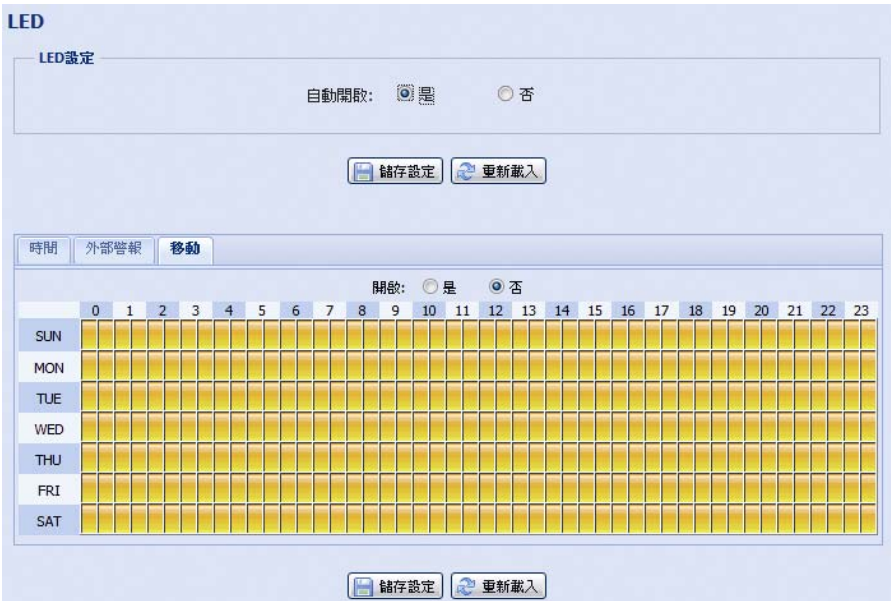 LED
LED設定
自動開啟: 是 否
儲存設定 重新載入
時間 外部警報 移動
開啟: 是 否
0 1 2 3 4 5 6 7 8 9 10 11 12 13 14 15 16 17 18 19 20 21 22 23
SUN
MON
TUE
WED
THU
FRI
SAT
儲存設定 重新載入